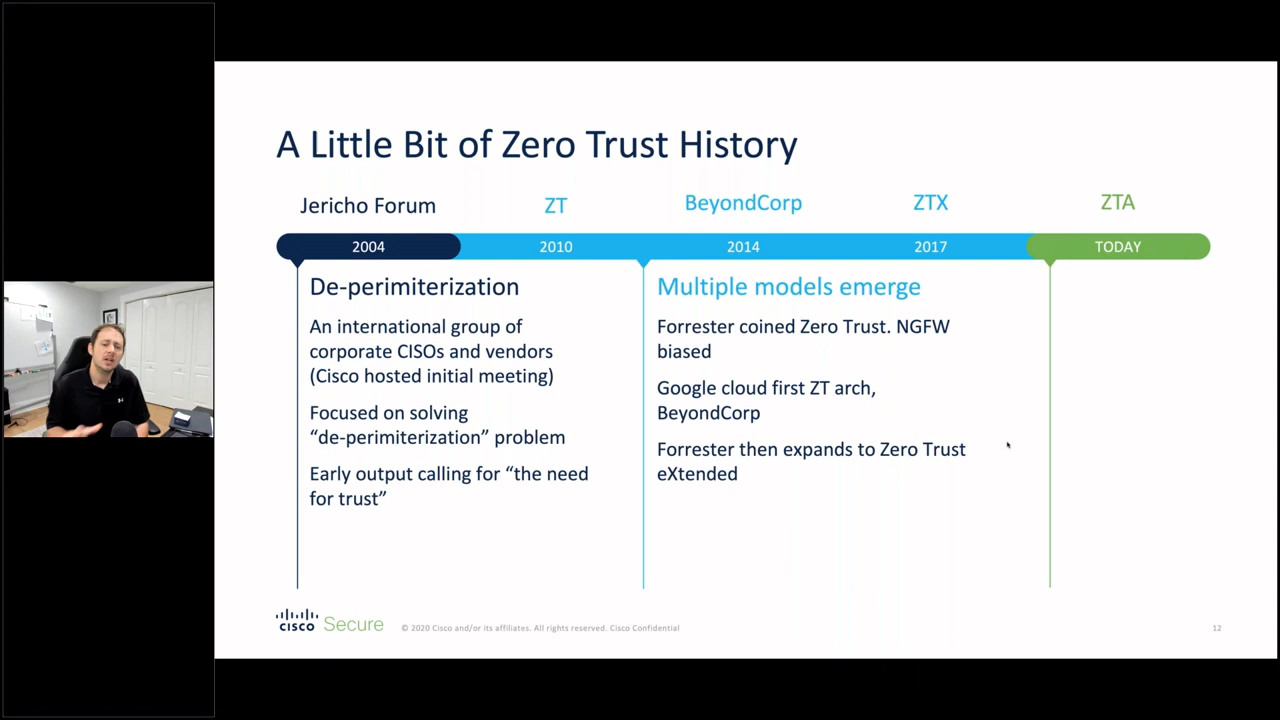 A Little Bit of Zero Trust History
Jericho Forum
ZT
BeyondCorp
ZTX
ZTA
2004
2010
2014
2017
TODAY
De-perimiterization
An international group of
corporate CISOs and vendors
(Cisco hosted initial meeting)
Focused on solving
“de-perimiterization” problem
Early output calling for “the need
for trust”
Multiple models emerge
Forrester coined Zero Trust. NGFW
biased
Google cloud first ZT arch,
BeyondCorp
Forrester then expands to Zero Trust
eXtended
CISCO Secure
© 2020 Cisco and/or its affiliates. All rights reserved. Cisco Confidential
12